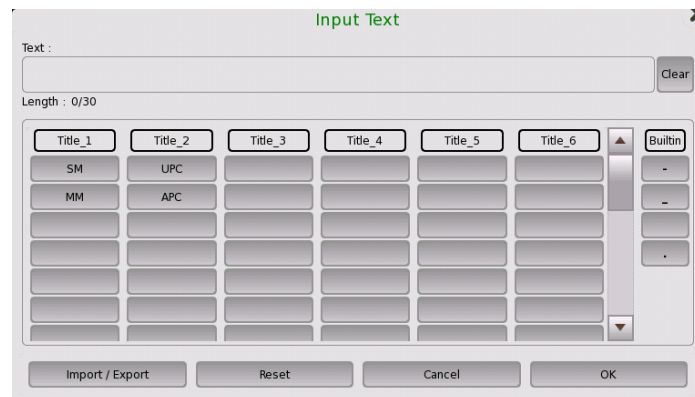 Input Text
Text :
Clear
Length : 0/30
Title_1 Title_2 Title_3 Title_4 Title_5 Title_6 Builtin
SM UPC -
MM APC _
.
Import / Export Reset Cancel OK